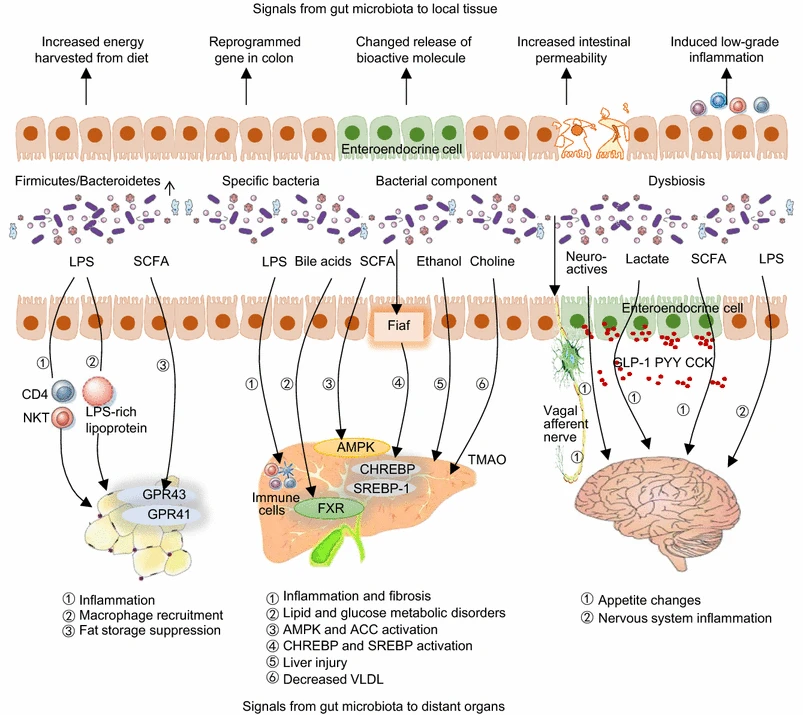 Signals from gut microbiota to local tissue
Increased energy
harvested from diet
Reprogrammed
gene in colon
Changed release of
bioactive molecule
Increased intestinal
permeability
Induced low-grade
inflammation
Enteroendocrine cell
Firmicutes/Bacteroidetes
Specific bacteria
Bacterial component
Dysbiosis
LPS
SCFA
LPS
Bile acids
SCFA
Ethanol
Choline
Neuro-
actives
Lactate
SCFA
LPS
Enteroendocrine cell
Fiaf
GLP-1 PYY CCK
①
②
③
①
②
③
④
⑤
⑥
①
①
①
②
①
CD4
NKT
LPS-rich
lipoprotein
Vagal
afferent
nerve
GPR43
GPR41
AMPK
CHREBP
SREBP-1
TMAO
Immune
cells
FXR
① Inflammation
② Macrophage recruitment
③ Fat storage suppression
① Inflammation and fibrosis
② Lipid and glucose metabolic disorders
③ AMPK and ACC activation
④ CHREBP and SREBP activation
⑤ Liver injury
⑥ Decreased VLDL
① Appetite changes
② Nervous system inflammation
Signals from gut microbiota to distant organs